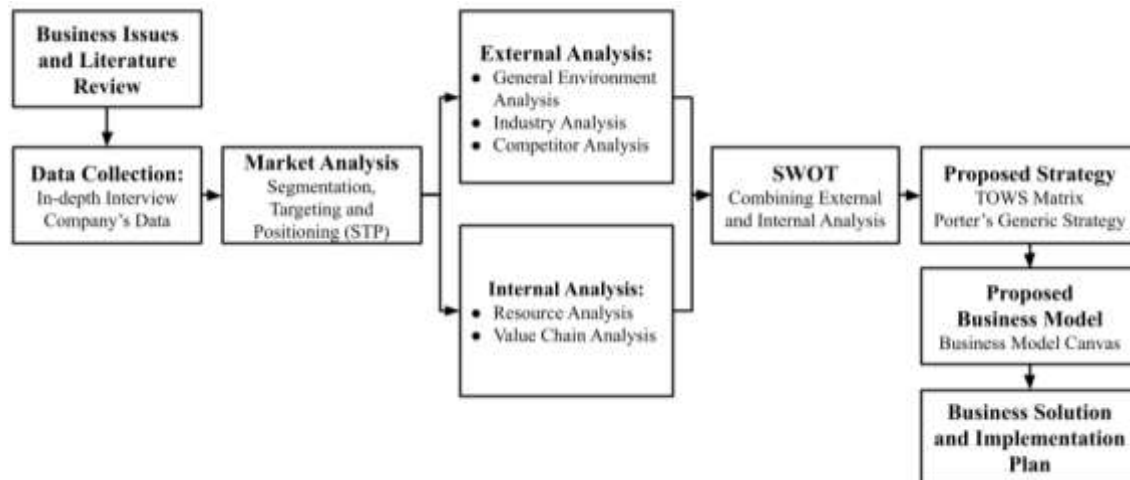 Business Issues
and Literature
Review
Data Collection:
In-depth Interview
Company's Data
Market Analysis
Segmentation,
Targeting and
Positioning (STP)
External Analysis:
● General Environment
Analysis
● Industry Analysis
● Competitor Analysis
Internal Analysis:
● Resource Analysis
● Value Chain Analysis
SWOT
Combining External
and Internal Analysis
Proposed Strategy
TOWS Matrix
Porter's Generic Strategy
Proposed
Business Model
Business Model Canvas
Business Solution
and Implementation
Plan